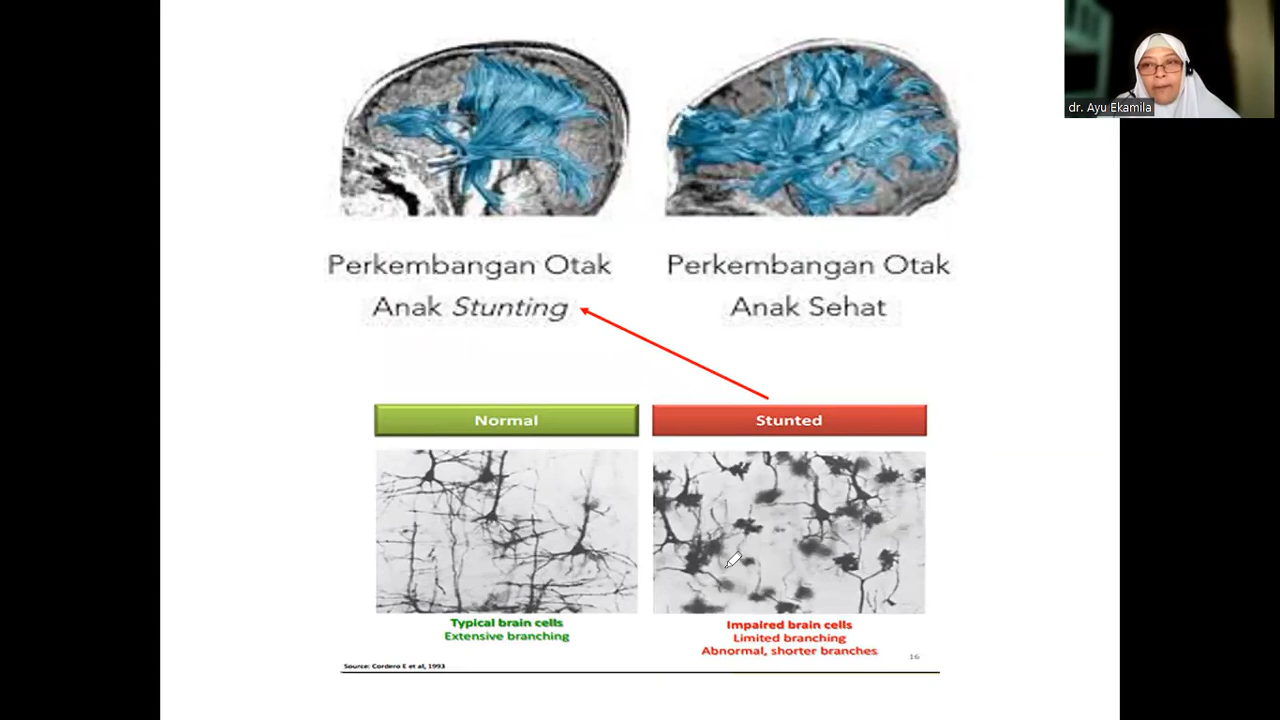 dr. Ayu Ekamila
Perkembangan Otak
Anak Stunting
Perkembangan Otak
Anak Sehat
Normal
Stunted
Typical brain cells
Extensive branching
Impaired brain cells
Limited branching
Abnormal, shorter branches
16
Source: Cordero E et al, 1993